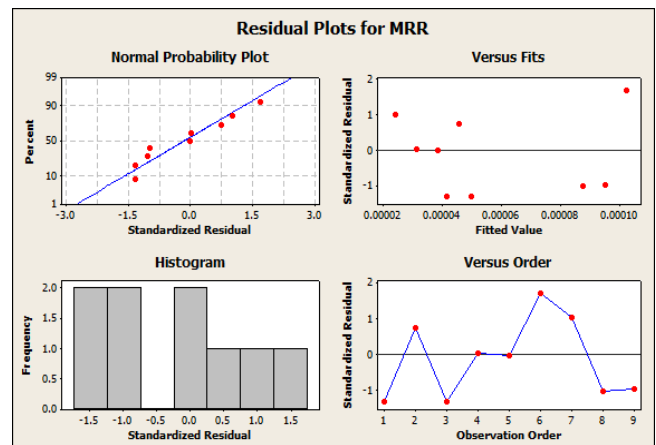 Residual Plots for MRR
Normal Probability Plot
99
90
50
10
1
Percent
-3.0 -1.5 0.0 1.5 3.0
Standardized Residual
Versus Fits
2
1
0
-1
Standardized Residual
0.00002 0.00004 0.00006 0.00008 0.00010
Fitted Value
Histogram
2.0
1.5
1.0
0.5
0.0
Frequency
-1.5 -1.0 -0.5 0.0 0.5 1.0 1.5
Standardized Residual
Versus Order
2
1
0
-1
Standardized Residual
1 2 3 4 5 6 7 8 9
Observation Order